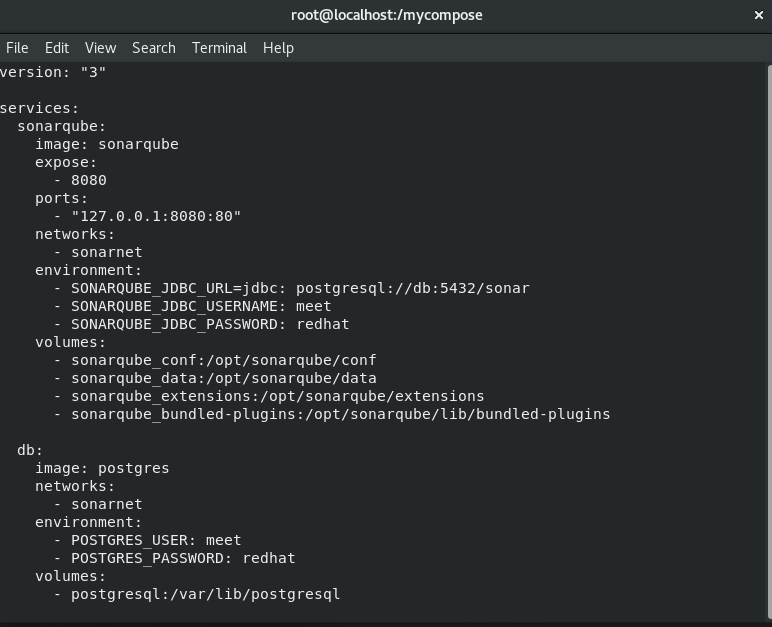 root@localhost:/mycompose
File Edit View Search Terminal Help
version: "3"
services:
  sonarqube:
    image: sonarqube
    expose:
      - 8080
    ports:
      - "127.0.0.1:8080:80"
    networks:
      - sonarnet
    environment:
      - SONARQUBE_JDBC_URL=jdbc: postgresql://db:5432/sonar
      - SONARQUBE_JDBC_USERNAME: meet
      - SONARQUBE_JDBC_PASSWORD: redhat
    volumes:
      - sonarqube_conf:/opt/sonarqube/conf
      - sonarqube_data:/opt/sonarqube/data
      - sonarqube_extensions:/opt/sonarqube/extensions
      - sonarqube_bundled-plugins:/opt/sonarqube/lib/bundled-plugins
  db:
    image: postgres
    networks:
      - sonarnet
    environment:
      - POSTGRES_USER: meet
      - POSTGRES_PASSWORD: redhat
    volumes:
      - postgresql:/var/lib/postgresql